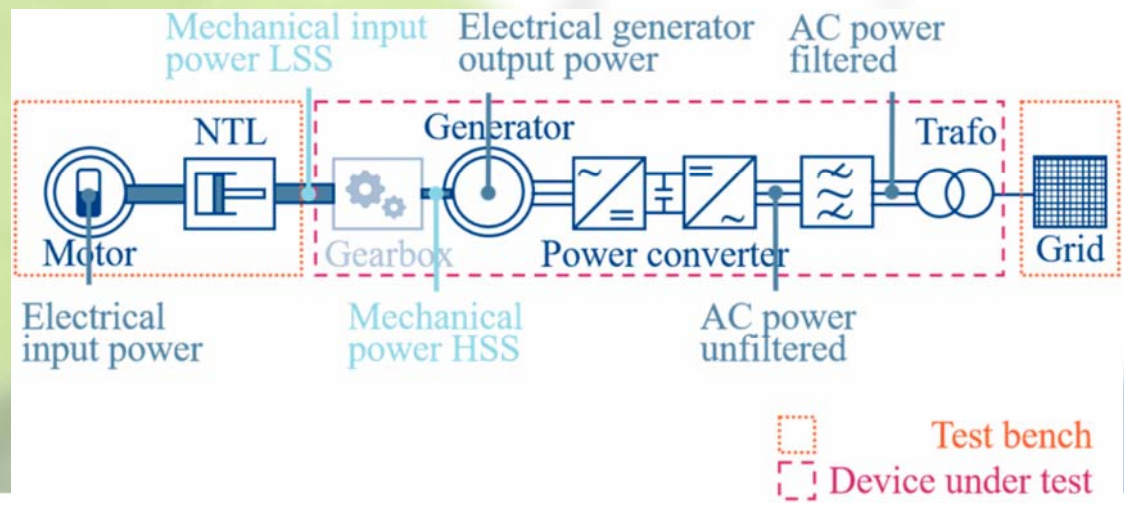 Mechanical input
power LSS
Electrical generator
output power
AC power
filtered
NTL
Generator
Trafo
Motor
Gearbox
Power converter
Grid
Electrical
input power
Mechanical
power HSS
AC power
unfiltered
Test bench
Device under test